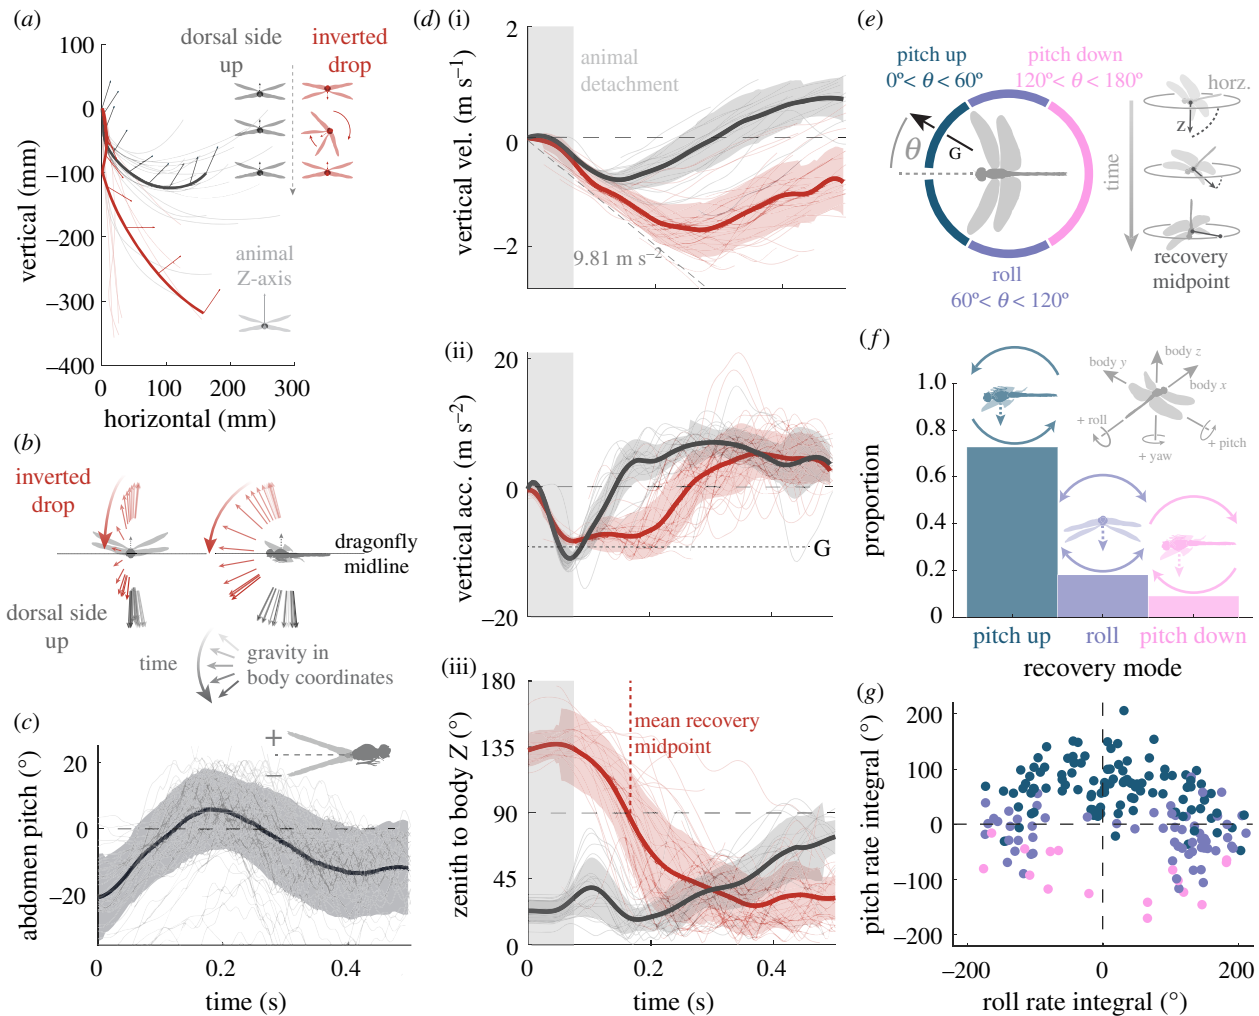 (a)
dorsal side
up
inverted
drop
100
0
−100
−200
−300
−400
vertical (mm)
animal
Z-axis
0
100
200
300
horizontal (mm)
(b)
inverted
drop
dragonfly
midline
dorsal side
up
time
gravity in
body coordinates
(c)
20
0
−20
abdomen pitch (°)
+
−
0
0.2
0.4
time (s)
(d) (i)
2
0
−2
vertical vel. (m s−1)
animal
detachment
9.81 m s−2
(ii)
20
0
−20
vertical acc. (m s−2)
G
(iii)
180
135
90
45
0
zenith to body Z (°)
mean recovery
midpoint
0
0.2
0.4
time (s)
(e)
pitch up
0º< θ < 60º
pitch down
120º< θ < 180º
θ
G
roll
60º< θ < 120º
time
horz.
Z
recovery
midpoint
(f)
1.0
0.8
0.6
0.4
0.2
0
proportion
body y
body z
body x
+ roll
+ yaw
+ pitch
pitch up
roll
pitch down
recovery mode
(g)
200
100
0
−100
−200
pitch rate integral (°)
−200
0
200
roll rate integral (°)